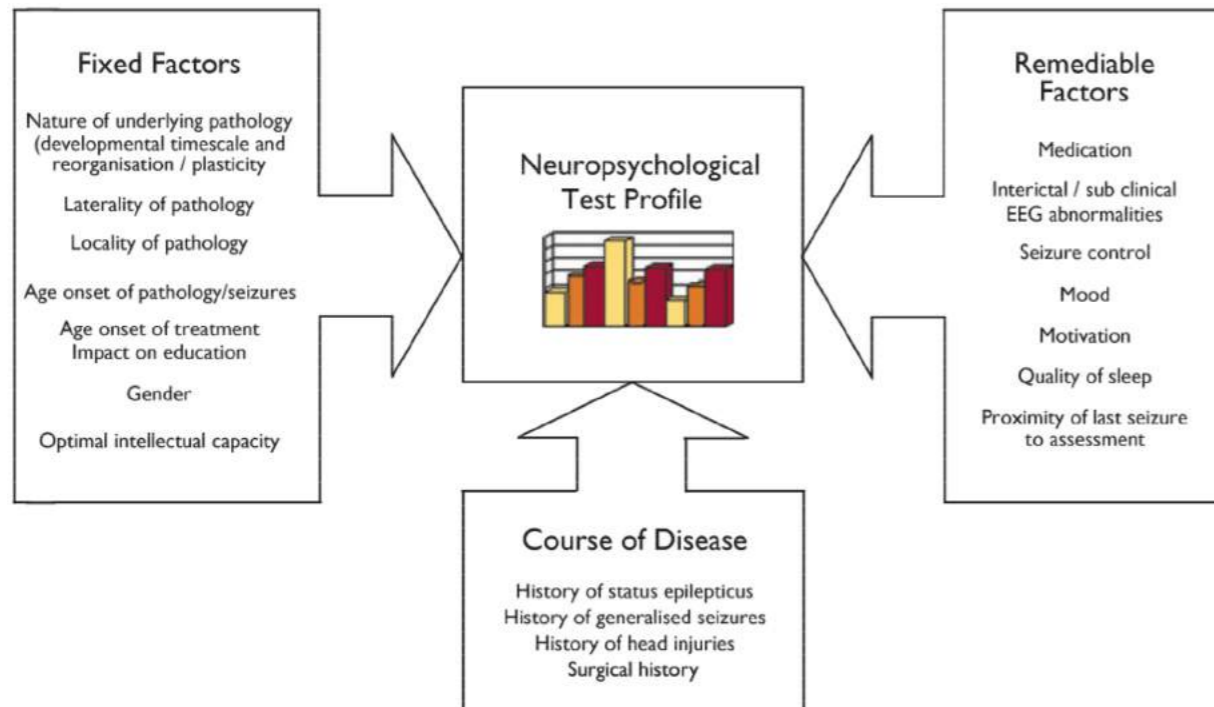 Fixed Factors
Nature of underlying pathology
(developmental timescale and
reorganisation / plasticity
Laterality of pathology
Locality of pathology
Age onset of pathology/seizures
Age onset of treatment
Impact on education
Gender
Optimal intellectual capacity
Neuropsychological
Test Profile
Remediable
Factors
Medication
Interictal / sub clinical
EEG abnormalities
Seizure control
Mood
Motivation
Quality of sleep
Proximity of last seizure
to assessment
Course of Disease
History of status epilepticus
History of generalised seizures
History of head injuries
Surgical history